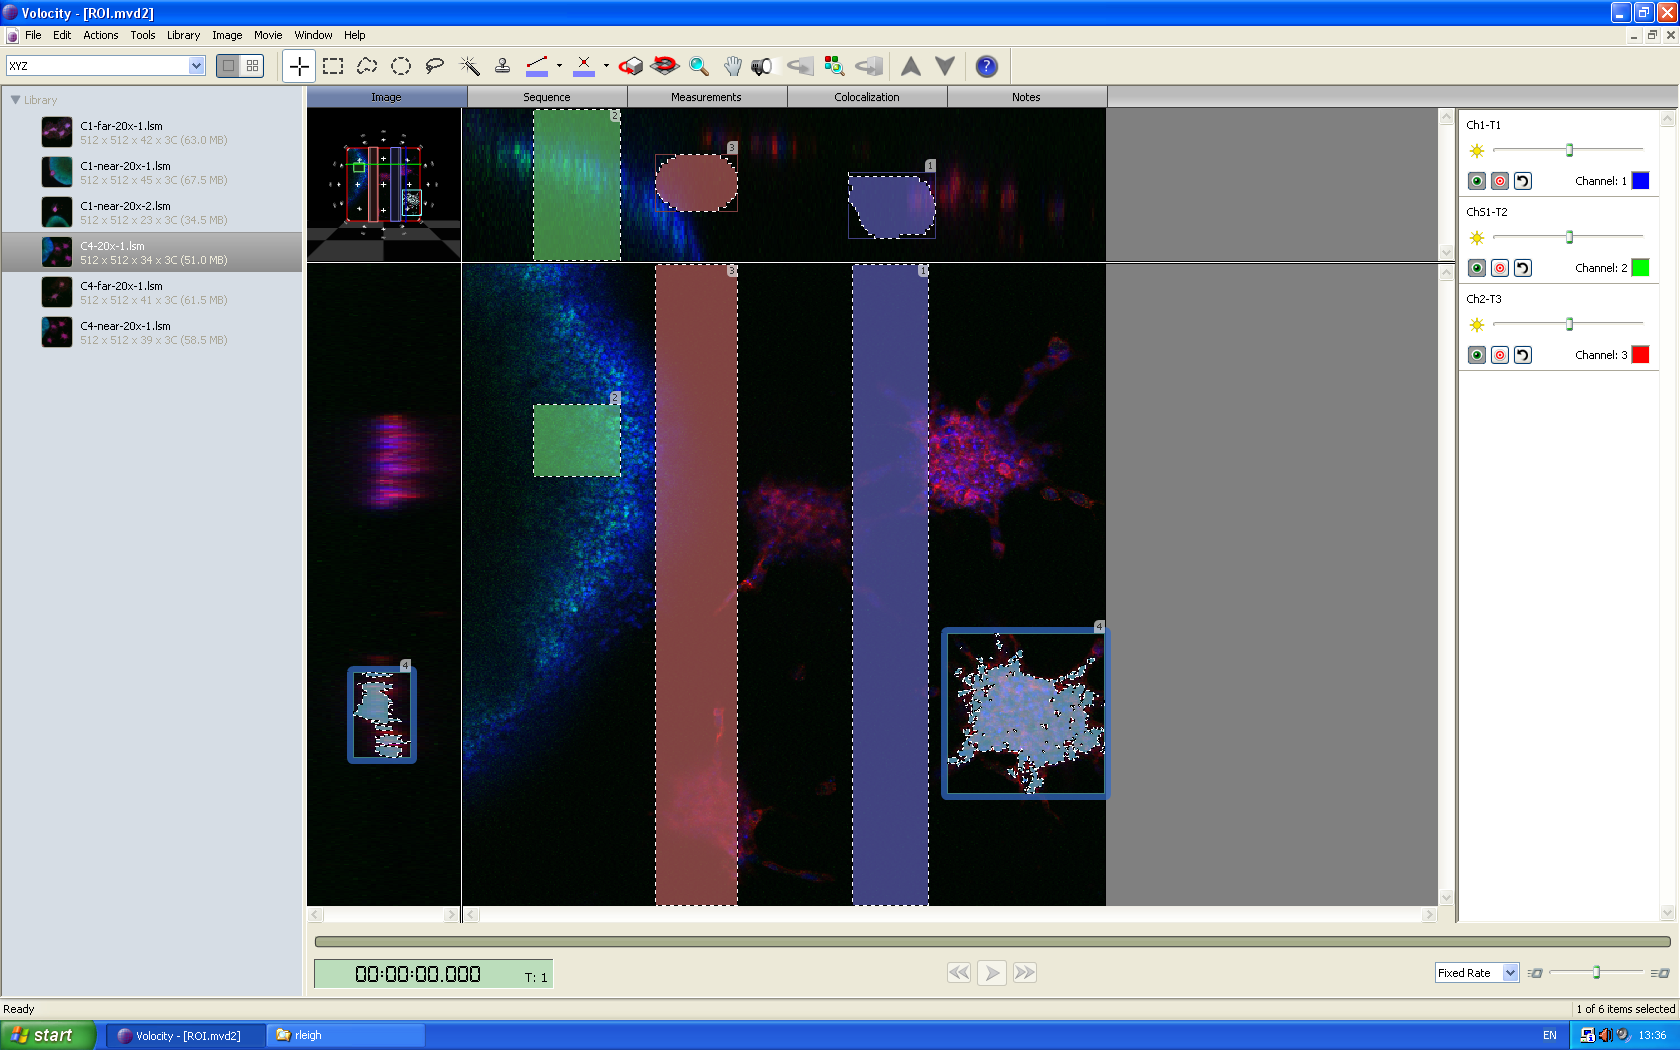 Volocity - [ROI.mvd2]
File Edit Actions Tools Library Image Movie Window Help
XYZ
Library
C1-far-20x-1.lsm
512 x 512 x 42 x 3C (63.0 MB)
C1-near-20x-1.lsm
512 x 512 x 45 x 3C (67.5 MB)
C1-near-20x-2.lsm
512 x 512 x 23 x 3C (34.5 MB)
C4-20x-1.lsm
512 x 512 x 34 x 3C (51.0 MB)
C4-far-20x-1.lsm
512 x 512 x 41 x 3C (61.5 MB)
C4-near-20x-1.lsm
512 x 512 x 39 x 3C (58.5 MB)
Image Sequence Measurements Colocalization Notes
2
3
1
3
1
2
4
4
Ch1-T1
Channel: 1
ChS1-T2
Channel: 2
Ch2-T3
Channel: 3
00:00:00.000 T: 1
Fixed Rate
Ready
1 of 6 items selected
start
Volocity - [ROI.mvd2]
rleigh
EN
13:36